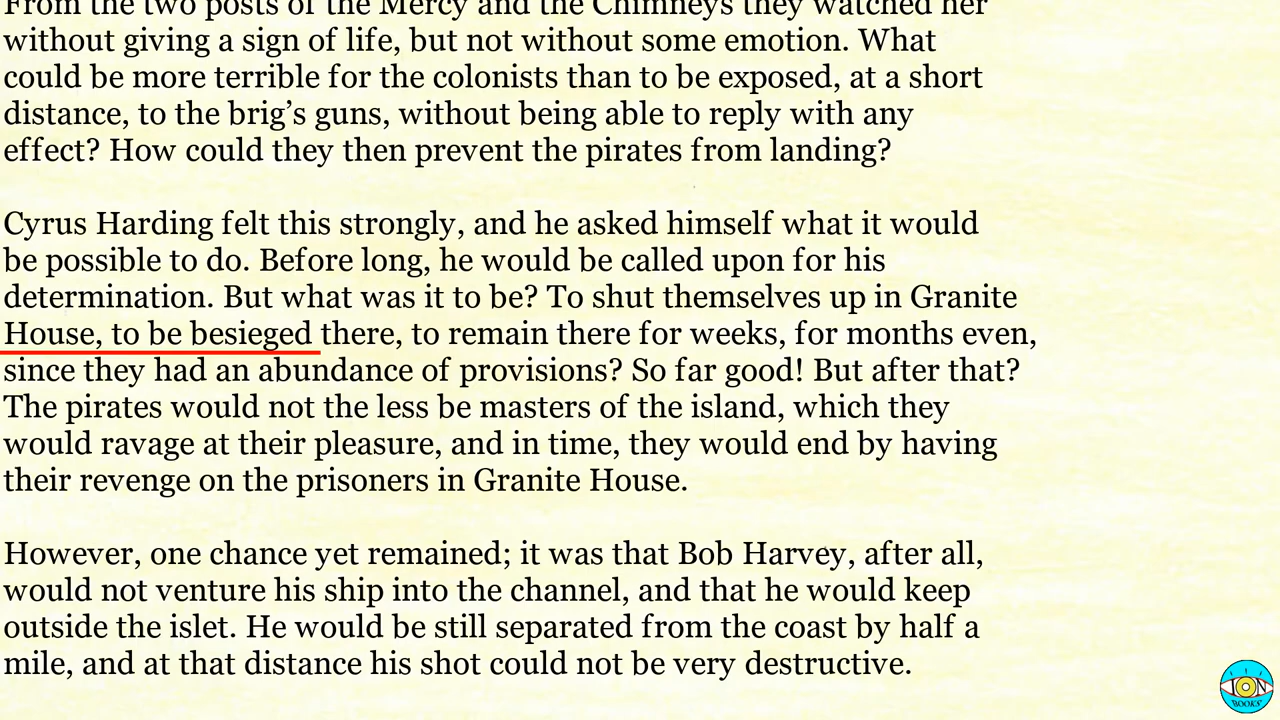 From the two posts of the Mercy and the Chimneys they watched her
without giving a sign of life, but not without some emotion. What
could be more terrible for the colonists than to be exposed, at a short
distance, to the brig’s guns, without being able to reply with any
effect? How could they then prevent the pirates from landing?
Cyrus Harding felt this strongly, and he asked himself what it would
be possible to do. Before long, he would be called upon for his
determination. But what was it to be? To shut themselves up in Granite
House, to be besieged there, to remain there for weeks, for months even,
since they had an abundance of provisions? So far good! But after that?
The pirates would not the less be masters of the island, which they
would ravage at their pleasure, and in time, they would end by having
their revenge on the prisoners in Granite House.
However, one chance yet remained; it was that Bob Harvey, after all,
would not venture his ship into the channel, and that he would keep
outside the islet. He would be still separated from the coast by half a
mile, and at that distance his shot could not be very destructive.
ION
BOOKS